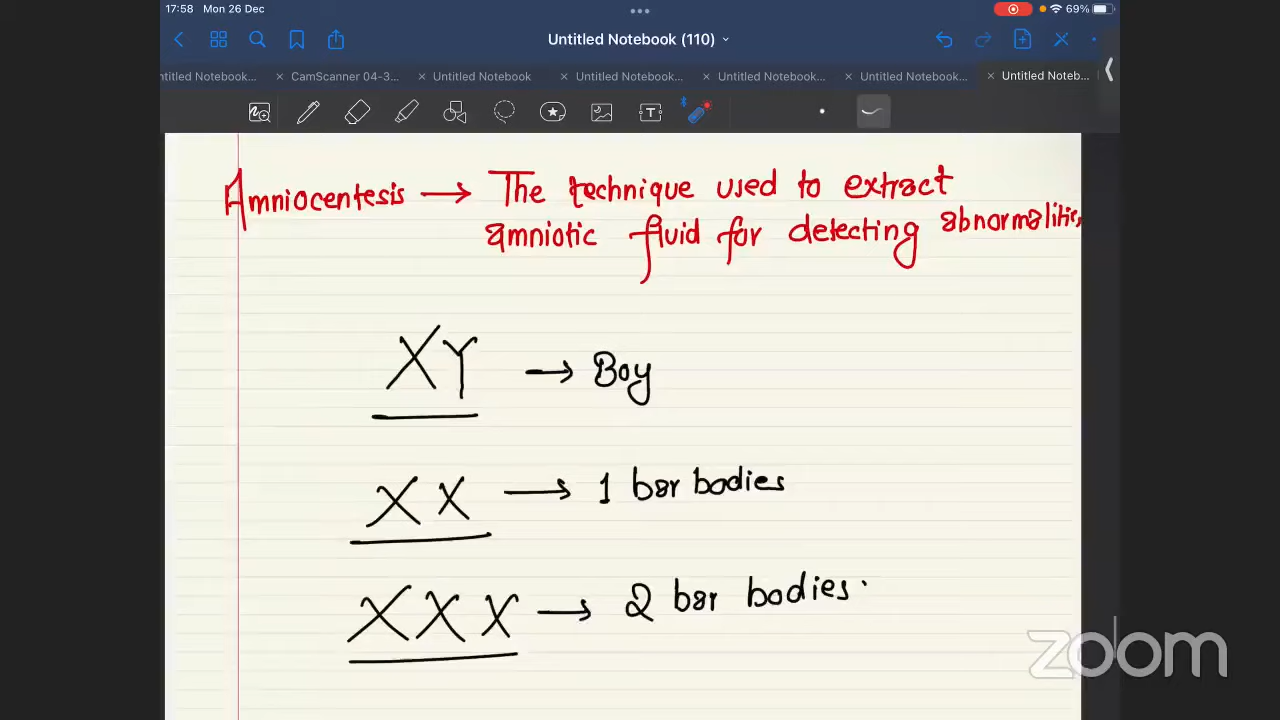 17:58 Mon 26 Dec
69%
Untitled Notebook (110)
ntitled Notebook...
CamScanner 04-3...
Untitled Notebook
Untitled Notebook...
Untitled Notebook...
Untitled Notebook...
Untitled Noteb...
Amniocentesis → The technique used to extract
amniotic fluid for detecting abnormalities
XY → Boy
XX → 1 bar bodies
XXX → 2 bar bodies.
zoom